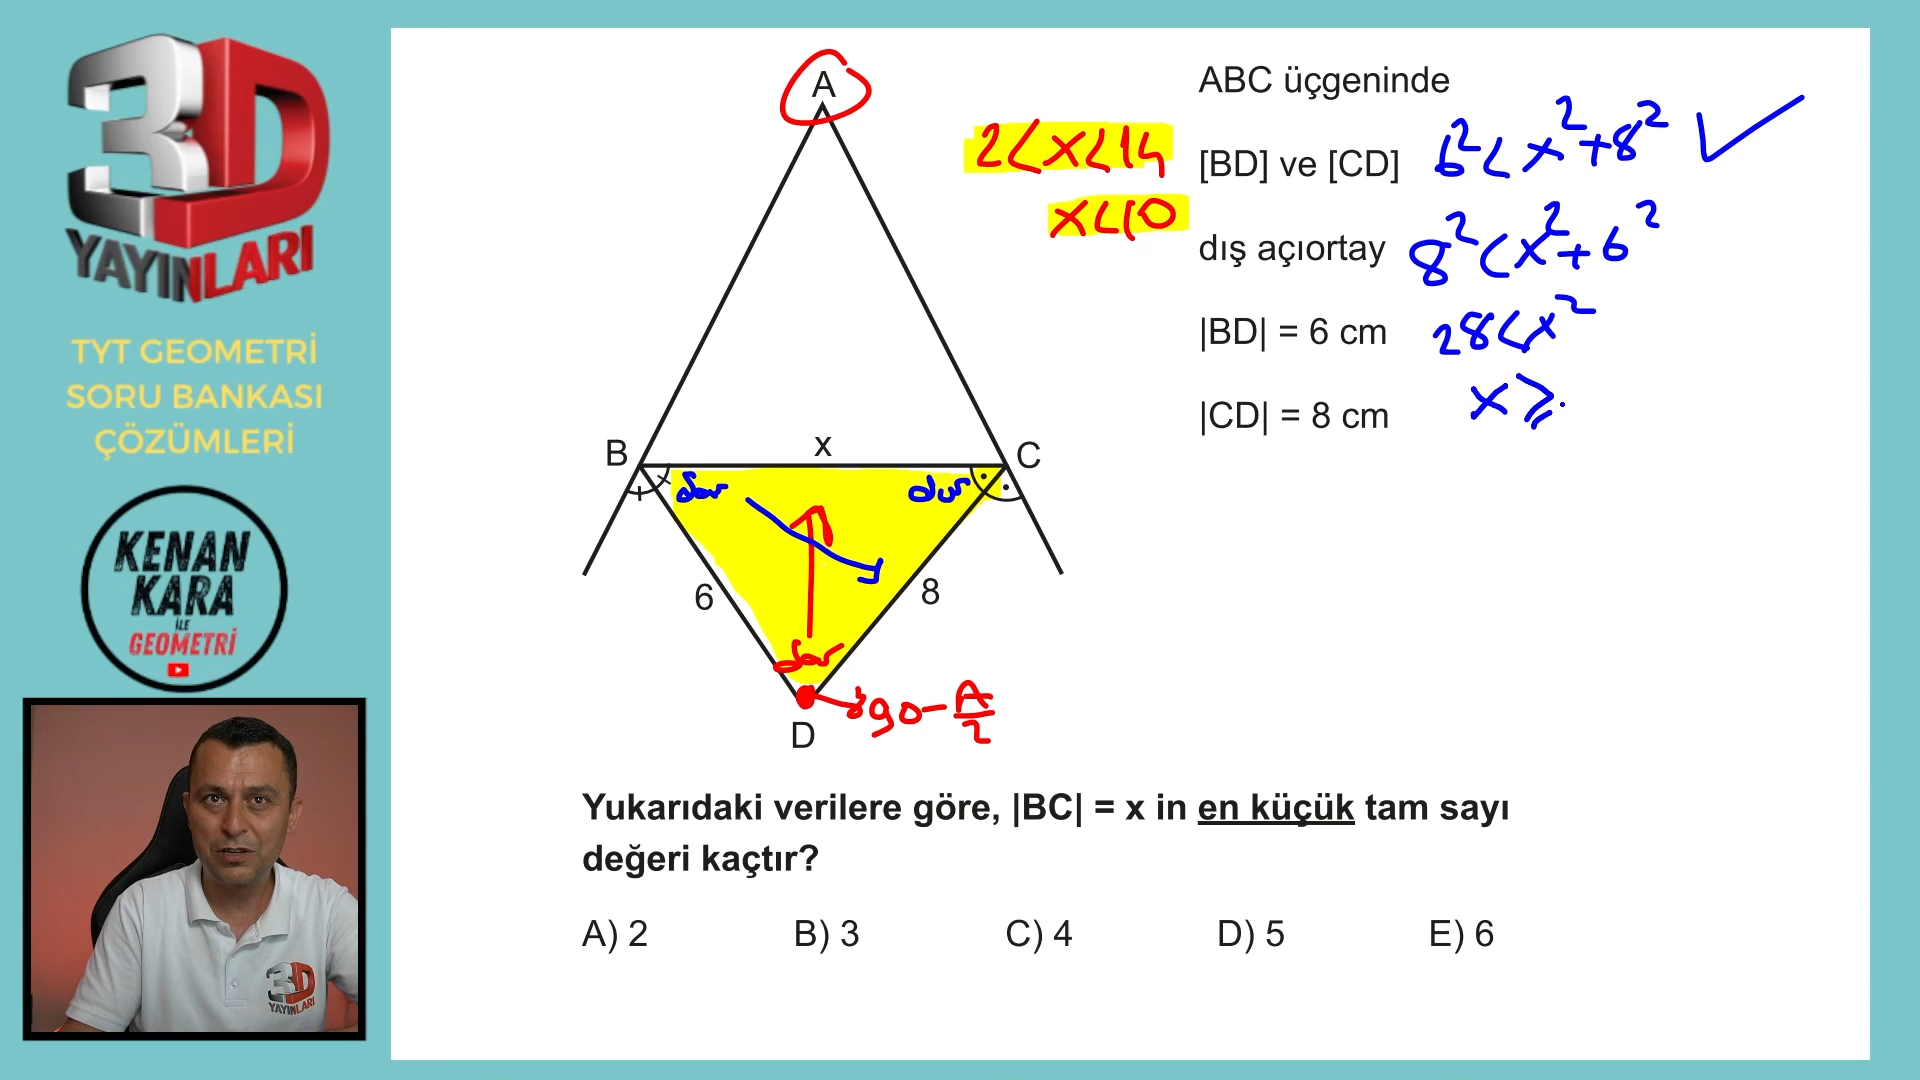 3D
YAYINLARI
TYT GEOMETRİ
SORU BANKASI
ÇÖZÜMLERİ
KENAN
KARA
İLE
GEOMETRİ
3D
YAYINLARI
A
2<x<14
x<10
B
x
C
dar
dar
6
8
dar
90-A/2
D
ABC üçgeninde
[BD] ve [CD]
dış açıortay
|BD| = 6 cm
|CD| = 8 cm
6²<x²+8²
8²<x²+6²
28<x²
x≥
Yukarıdaki verilere göre, |BC| = x in en küçük tam sayı
değeri kaçtır?
A) 2 B) 3 C) 4 D) 5 E) 6